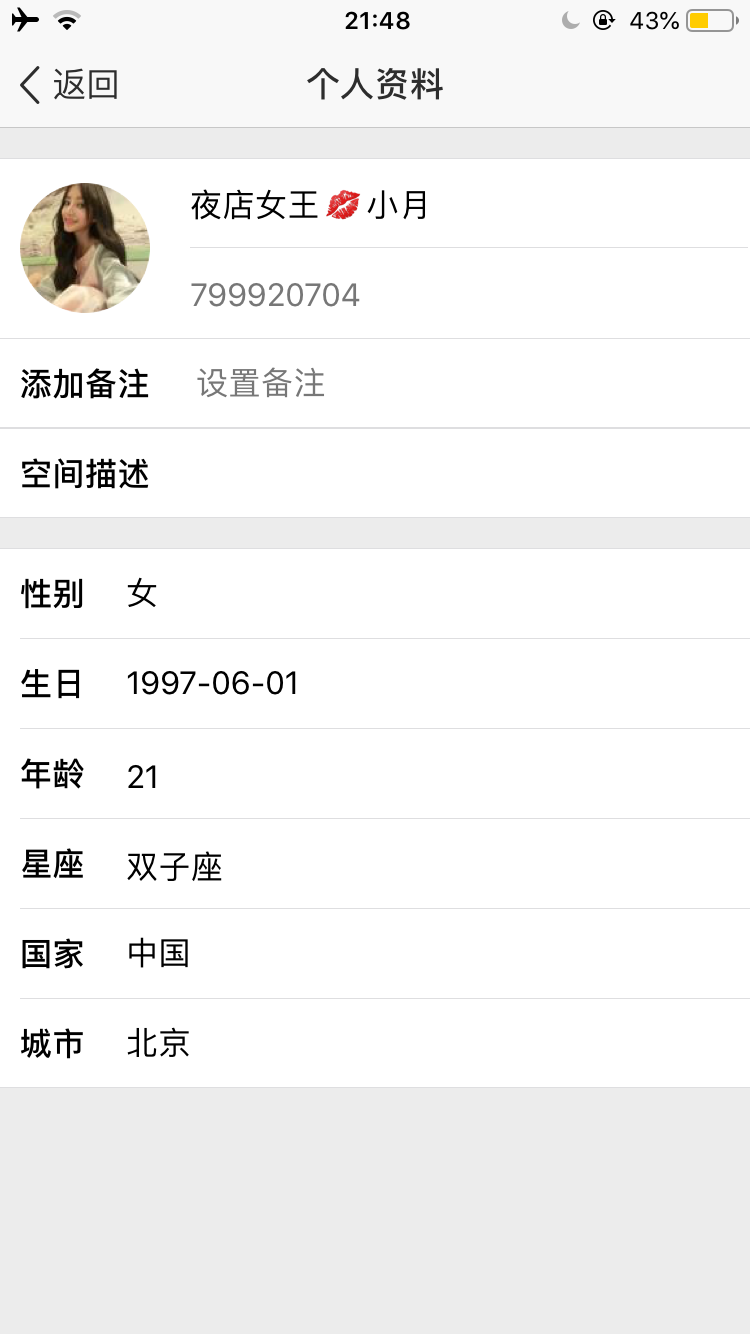 21:48
43%
返回
个人资料
夜店女王💋小月
799920704
添加备注 设置备注
空间描述
性别 女
生日 1997-06-01
年龄 21
星座 双子座
国家 中国
城市 北京